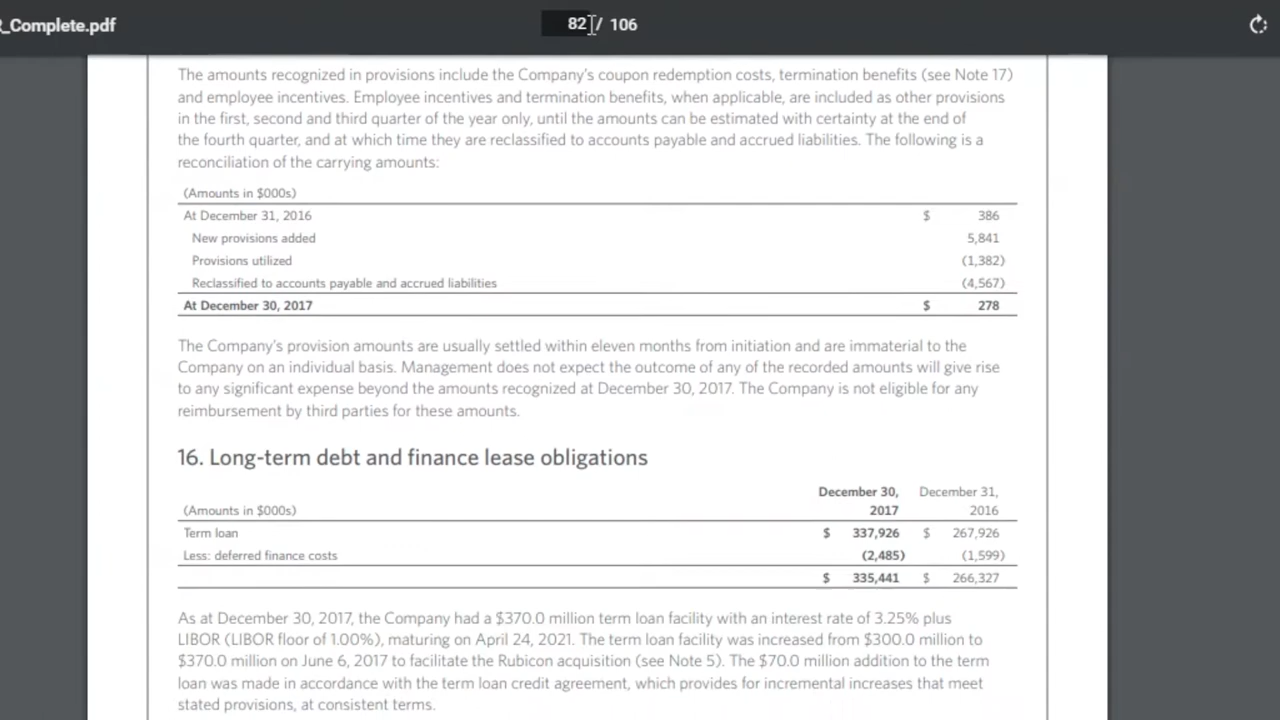 R_Complete.pdf 82 / 106
The amounts recognized in provisions include the Company's coupon redemption costs, termination benefits (see Note 17)
and employee incentives. Employee incentives and termination benefits, when applicable, are included as other provisions
in the first, second and third quarter of the year only, until the amounts can be estimated with certainty at the end of
the fourth quarter, and at which time they are reclassified to accounts payable and accrued liabilities. The following is a
reconciliation of the carrying amounts:
(Amounts in $000s)
At December 31, 2016 $ 386
New provisions added 5,841
Provisions utilized (1,382)
Reclassified to accounts payable and accrued liabilities (4,567)
At December 30, 2017 $ 278
The Company's provision amounts are usually settled within eleven months from initiation and are immaterial to the
Company on an individual basis. Management does not expect the outcome of any of the recorded amounts will give rise
to any significant expense beyond the amounts recognized at December 30, 2017. The Company is not eligible for any
reimbursement by third parties for these amounts.
16. Long-term debt and finance lease obligations
December 30, December 31,
(Amounts in $000s) 2017 2016
Term loan $ 337,926 $ 267,926
Less: deferred finance costs (2,485) (1,599)
$ 335,441 $ 266,327
As at December 30, 2017, the Company had a $370.0 million term loan facility with an interest rate of 3.25% plus
LIBOR (LIBOR floor of 1.00%), maturing on April 24, 2021. The term loan facility was increased from $300.0 million to
$370.0 million on June 6, 2017 to facilitate the Rubicon acquisition (see Note 5). The $70.0 million addition to the term
loan was made in accordance with the term loan credit agreement, which provides for incremental increases that meet
stated provisions, at consistent terms.